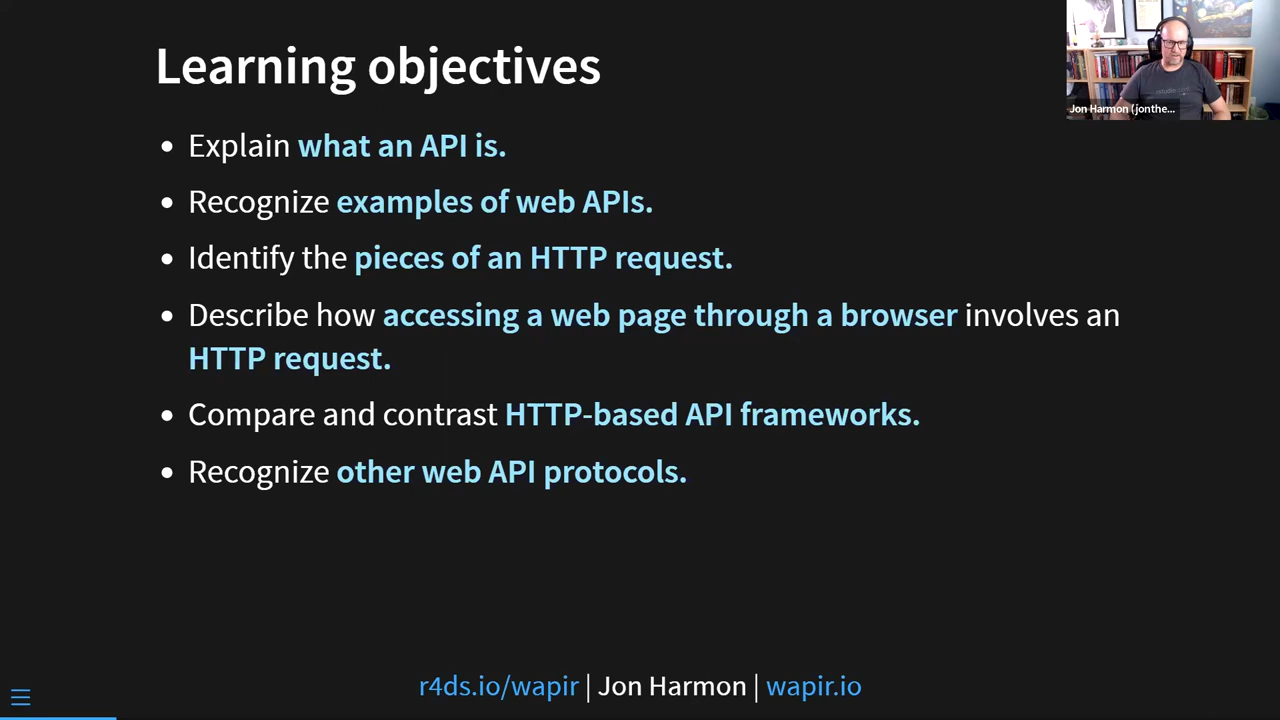 Learning objectives
Explain what an API is.
Recognize examples of web APIs.
Identify the pieces of an HTTP request.
Describe how accessing a web page through a browser involves an
HTTP request.
Compare and contrast HTTP-based API frameworks.
Recognize other web API protocols.
Jon Harmon (jonthe...
r4ds.io/wapir | Jon Harmon | wapir.io